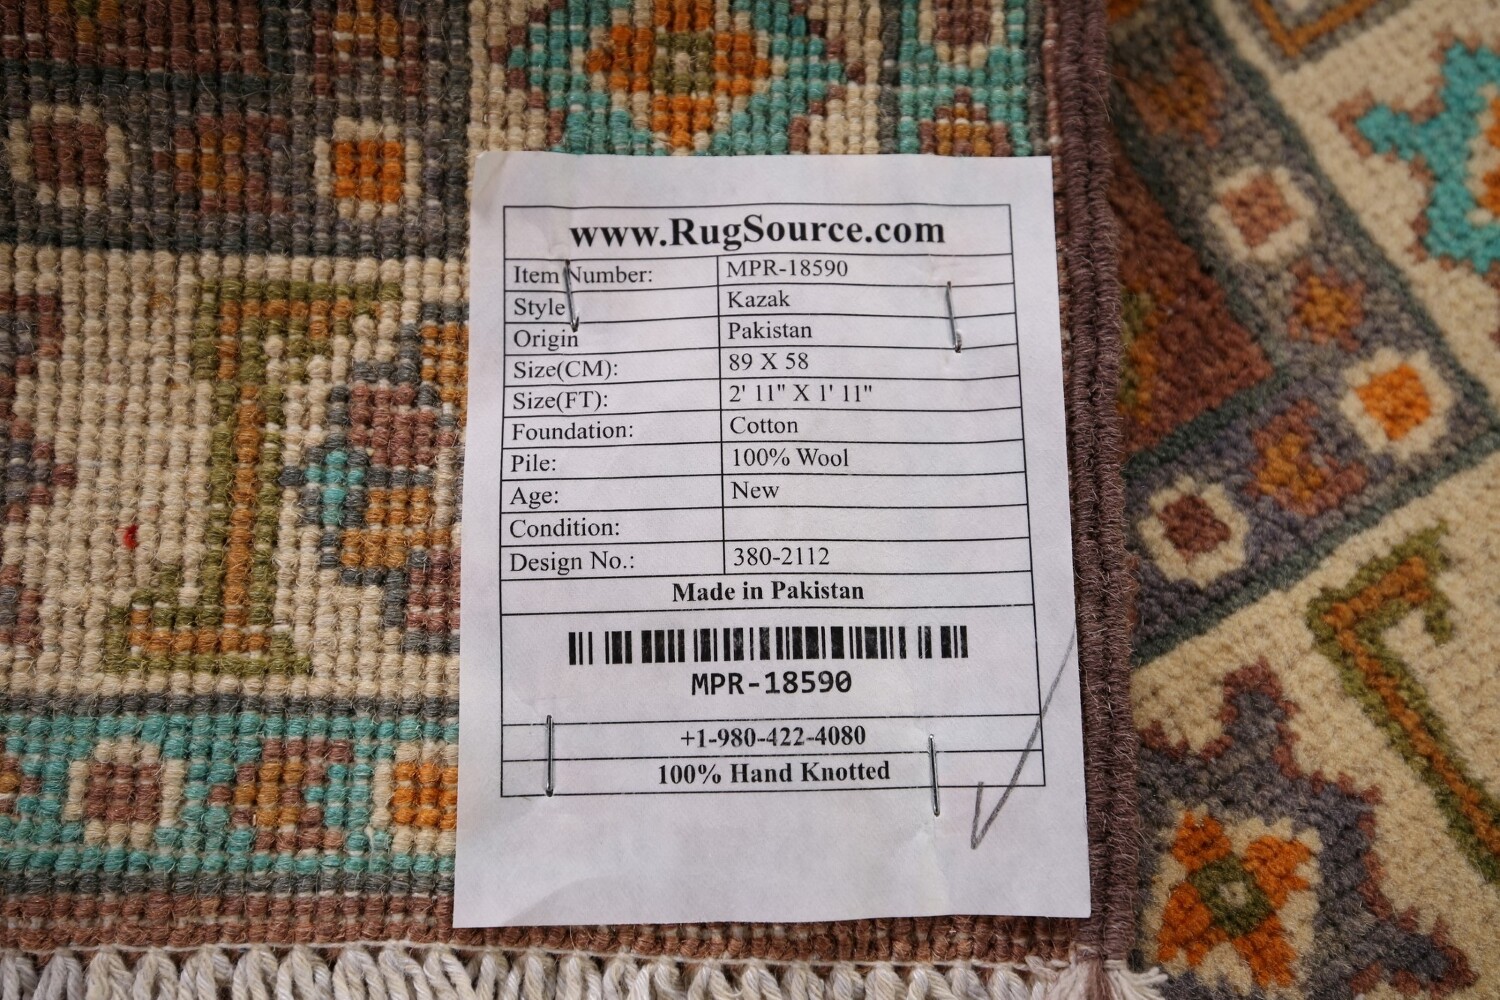 www.RugSource.com
Item Number: MPR-18590
Style Kazak
Origin Pakistan
Size(CM): 89 X 58
Size(FT): 2' 11" X 1' 11"
Foundation: Cotton
Pile: 100% Wool
Age: New
Condition:
Design No.: 380-2112
Made in Pakistan
MPR-18590
+1-980-422-4080
100% Hand Knotted